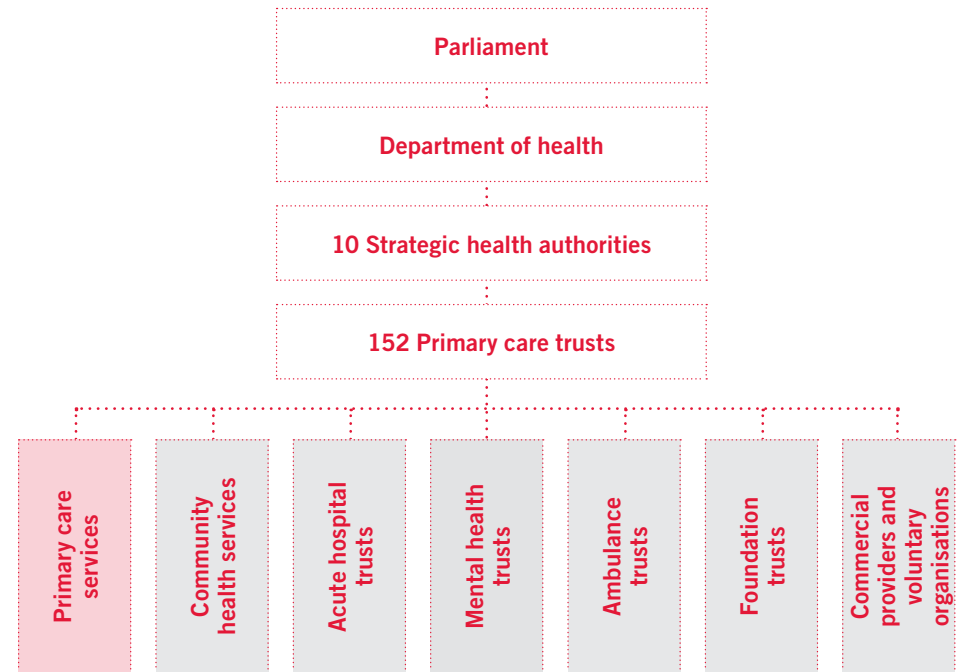 Parliament
Department of health
10 Strategic health authorities
152 Primary care trusts
Primary care
services
Community
health services
Acute hospital
trusts
Mental health
trusts
Ambulance
trusts
Foundation
trusts
Commercial
providers and
voluntary
organisations